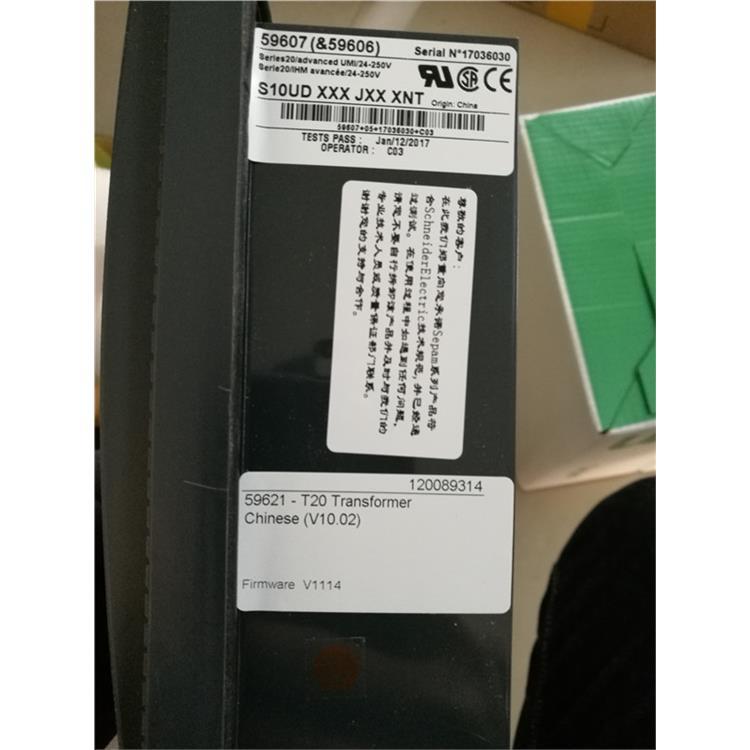 59607 (&59606)
Serial N°17036030
Series20/advanced UMI/24-250V
Serie20/IHM avancée/24-250V
S10UD XXX JXX XNT
Origin: China
59607+05+17036030+C03
TESTS PASS : Jan/12/2017
OPERATOR : C03
尊敬的客户：
在此我们郑重向您承诺Sepam系列产品符
合SchneiderElectric技术规范，并已经通
过测试。在使用过程中如遇到任何问题，
请您不要自行拆卸该产品并及时与我们的
专业技术人员或质量保证部门联系。
谢谢您的支持与合作。
120089314
59621 - T20 Transformer
Chinese (V10.02)
Firmware V1114